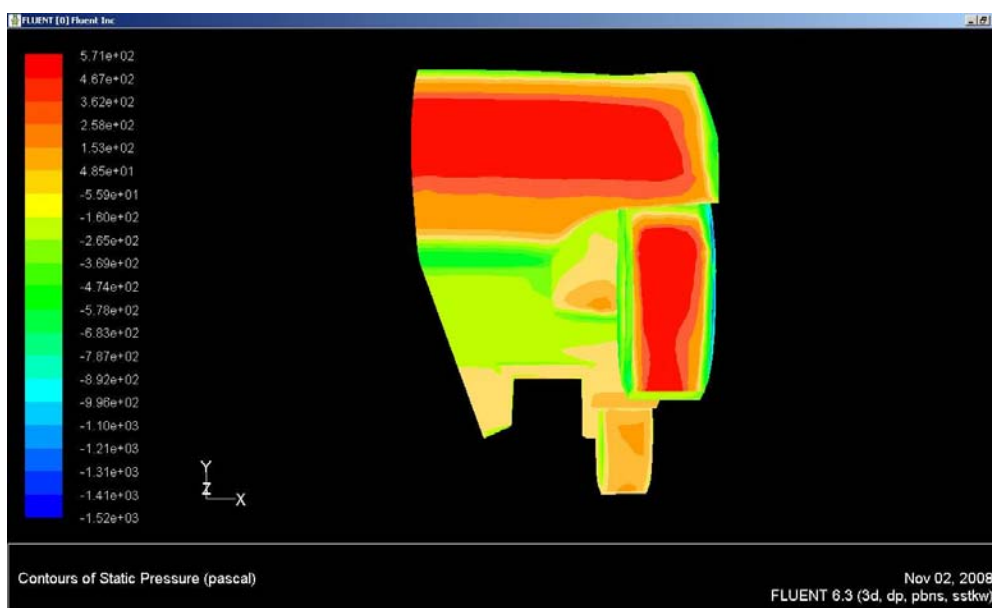 FLUENT [0] Fluent Inc
5.71e+02
4.67e+02
3.62e+02
2.58e+02
1.53e+02
4.85e+01
-5.59e+01
-1.60e+02
-2.65e+02
-3.69e+02
-4.74e+02
-5.78e+02
-6.83e+02
-7.87e+02
-8.92e+02
-9.96e+02
-1.10e+03
-1.21e+03
-1.31e+03
-1.41e+03
-1.52e+03
Y
Z
X
Contours of Static Pressure (pascal)
Nov 02, 2008
FLUENT 6.3 (3d, dp, pbns, sstkw)